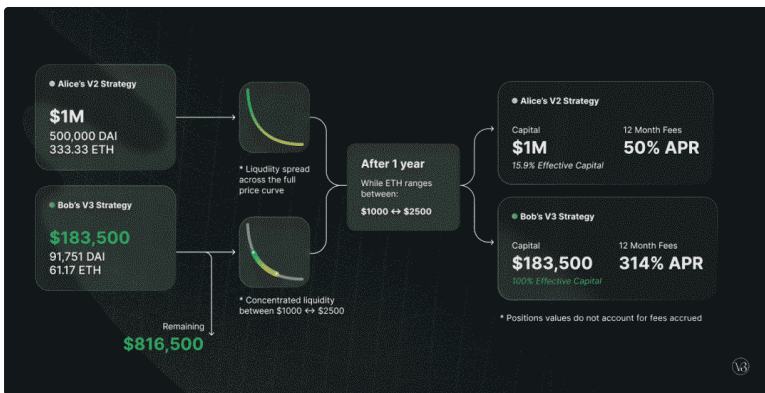 Alice's V2 Strategy
$1M
500,000 DAI
333.33 ETH
* Liqudiity spread
across the full
price curve
Bob's V3 Strategy
$183,500
91,751 DAI
61.17 ETH
Remaining
$816,500
* Concentrated liquidity
between $1000 ↔ $2500
After 1 year
While ETH ranges
between:
$1000 ↔ $2500
Alice's V2 Strategy
Capital
$1M
15.9% Effective Capital
12 Month Fees
50% APR
Bob's V3 Strategy
Capital
$183,500
100% Effective Capital
12 Month Fees
314% APR
* Positions values do not account for fees accrued
V3